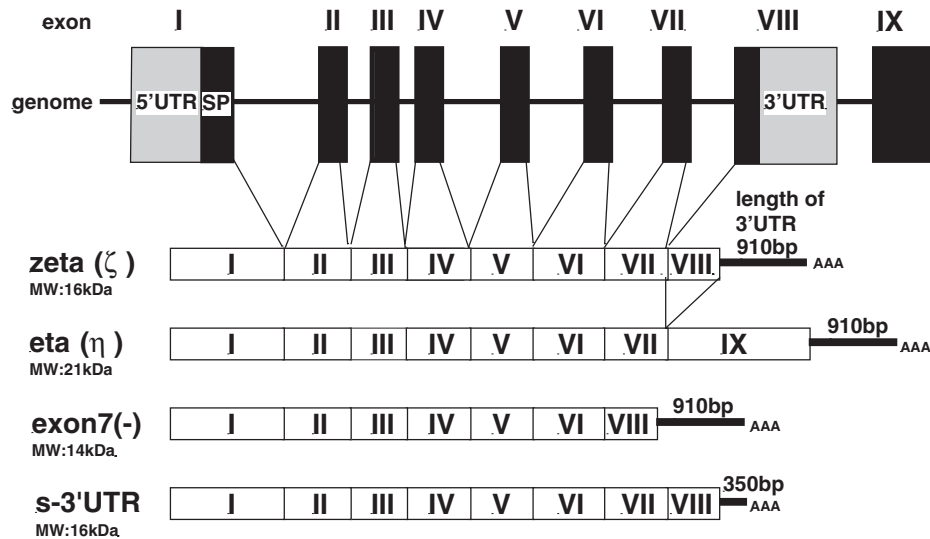 exon I II III IV V VI VII VIII IX
genome 5'UTR SP 3'UTR
length of
3'UTR
zeta (ζ) I II III IV V VI VII VIII 910bp AAA
MW:16kDa
eta (η) I II III IV V VI VII IX 910bp AAA
MW:21kDa
exon7(-) I II III IV V VI VIII 910bp AAA
MW:14kDa
s-3'UTR I II III IV V VI VII VIII 350bp AAA
MW:16kDa